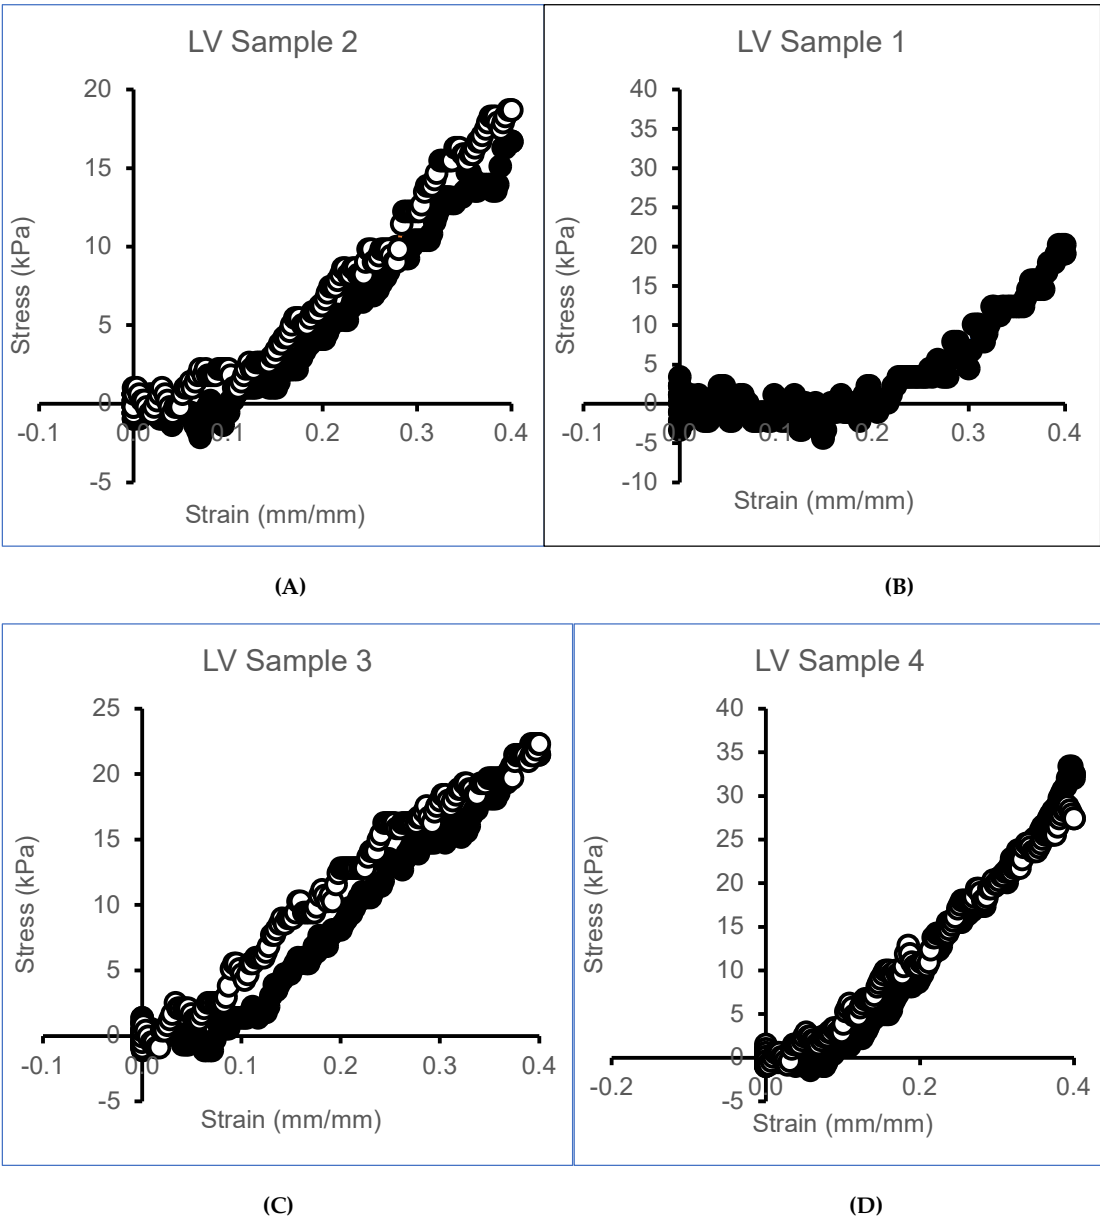 LV Sample 2
20
15
10
5
0
-5
-0.1 0.0 0.1 0.2 0.3 0.4
Stress (kPa)
Strain (mm/mm)
(A)
LV Sample 1
40
35
30
25
20
15
10
5
0
-5
-10
-0.1 0.0 0.1 0.2 0.3 0.4
Stress (kPa)
Strain (mm/mm)
(B)
LV Sample 3
25
20
15
10
5
0
-5
-0.1 0.0 0.1 0.2 0.3 0.4
Stress (kPa)
Strain (mm/mm)
(C)
LV Sample 4
40
35
30
25
20
15
10
5
0
-5
-0.2 0.0 0.2 0.4
Stress (kPa)
Strain (mm/mm)
(D)